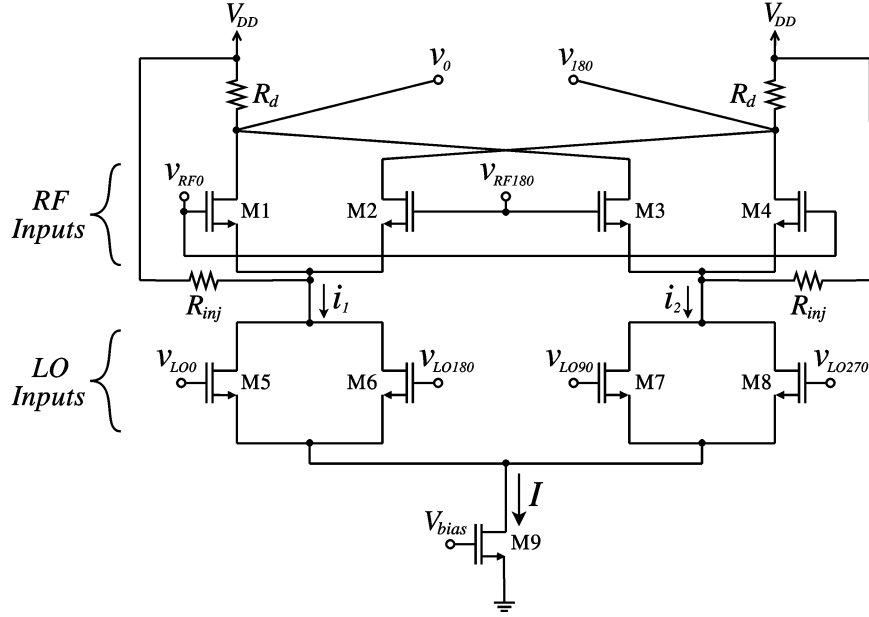 V_DD V_DD
v_0 v_180
R_d R_d
v_RF0 v_RF180
RF
Inputs
M1 M2 M3 M4
R_inj i_1 i_2 R_inj
LO
Inputs
v_LO0 v_LO180 v_LO90 v_LO270
M5 M6 M7 M8
I
V_bias
M9